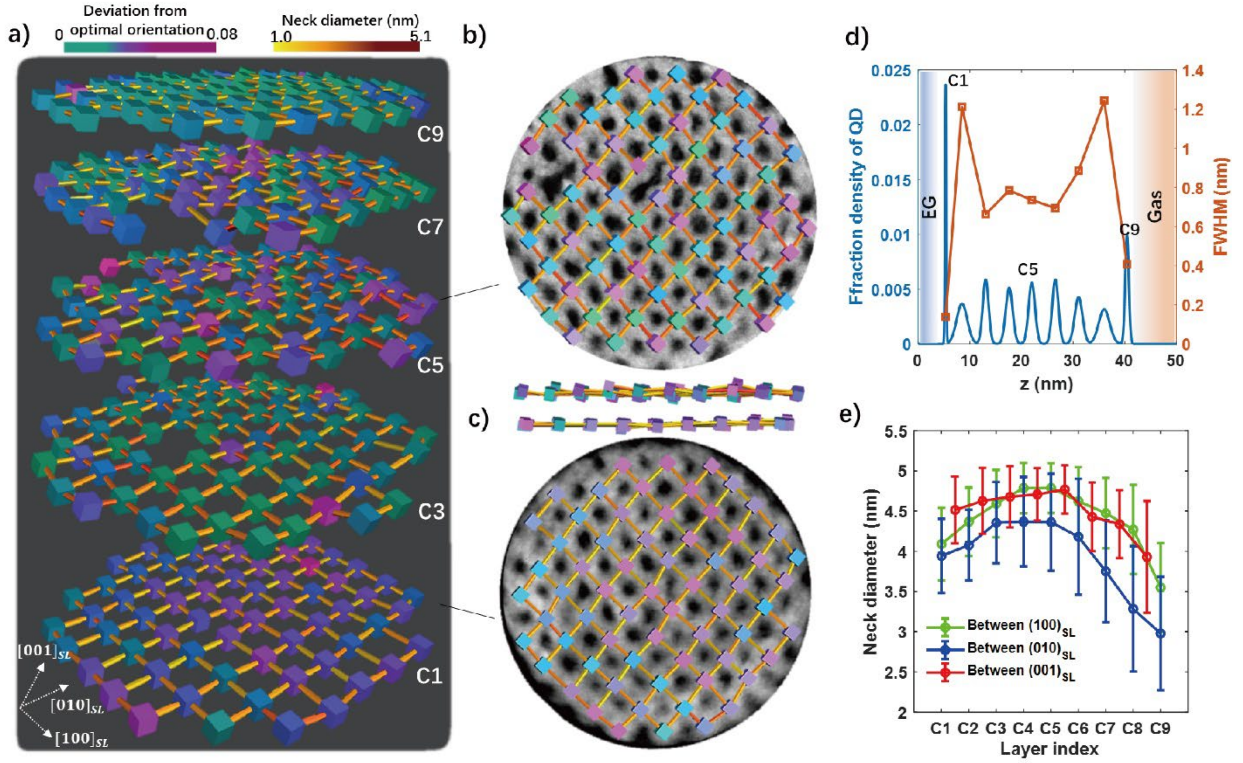 a)
Deviation from
optimal orientation
0
0.08
Neck diameter (nm)
1.0
5.1
C9
C7
C5
C3
C1
[001]SL
[010]SL
[100]SL
b)
c)
d)
Ffraction density of QD
0.025
0.02
0.015
0.01
0.005
0
EG
C1
C5
C9
Gas
1.4
1.2
1
0.8
0.6
0.4
0.2
0
FWHM (nm)
0 10 20 30 40 50
z (nm)
e)
Neck diameter (nm)
5.5
5
4.5
4
3.5
3
2.5
2
Between (100)SL
Between (010)SL
Between (001)SL
C1 C2 C3 C4 C5 C6 C7 C8 C9
Layer index